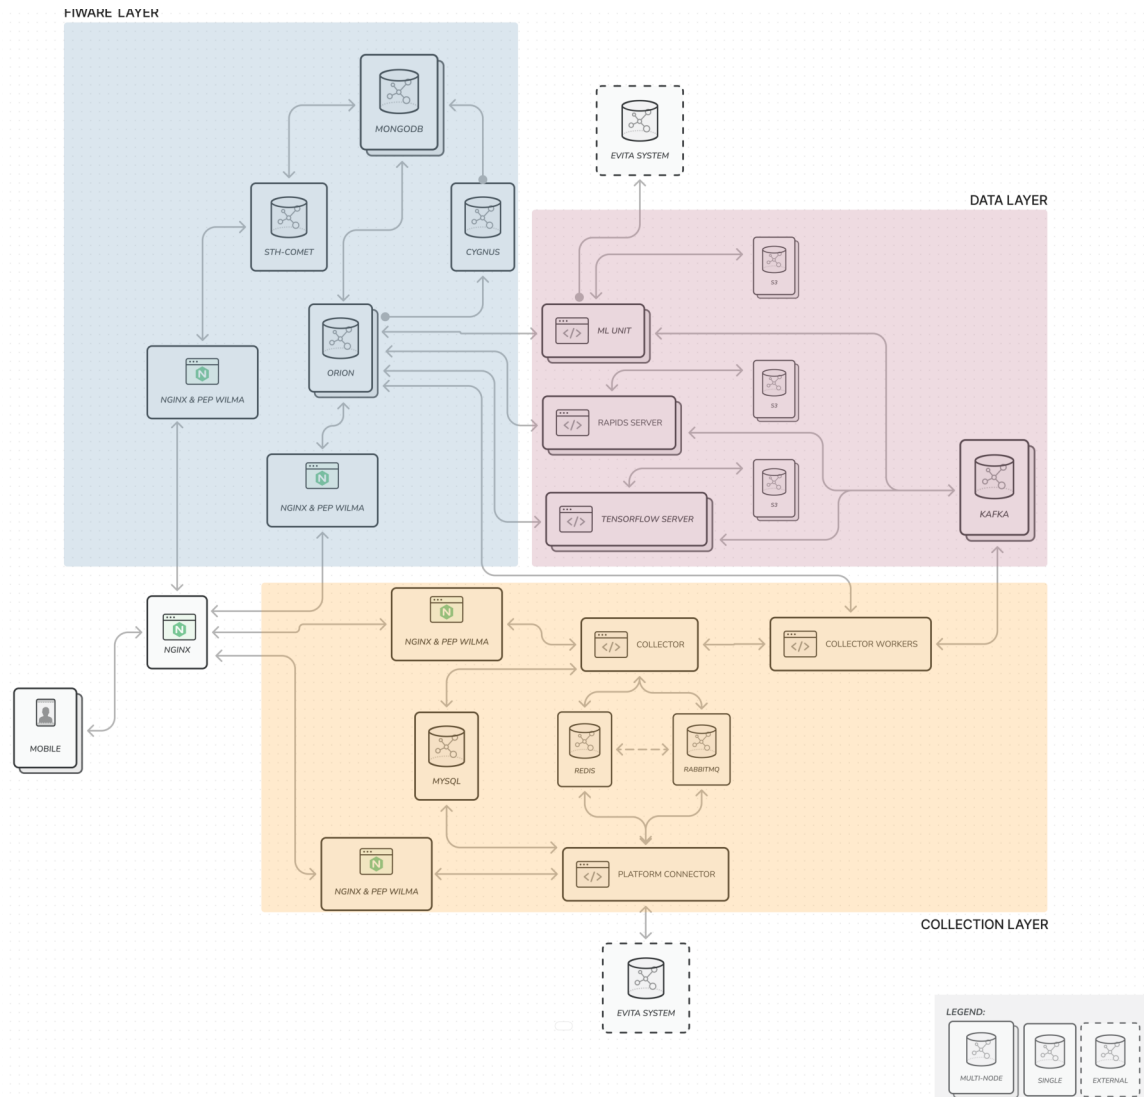 FIWARE LAYER
MONGODB
EVITA SYSTEM
DATA LAYER
STH-COMET
CYGNUS
S3
ML UNIT
ORION
S3
NGINX & PEP WILMA
RAPIDS SERVER
S3
NGINX & PEP WILMA
TENSORFLOW SERVER
KAFKA
NGINX
NGINX & PEP WILMA
COLLECTOR
COLLECTOR WORKERS
MOBILE
MYSQL
REDIS
RABBITMQ
NGINX & PEP WILMA
PLATFORM CONNECTOR
COLLECTION LAYER
EVITA SYSTEM
LEGEND:
MULTI-NODE
SINGLE
EXTERNAL